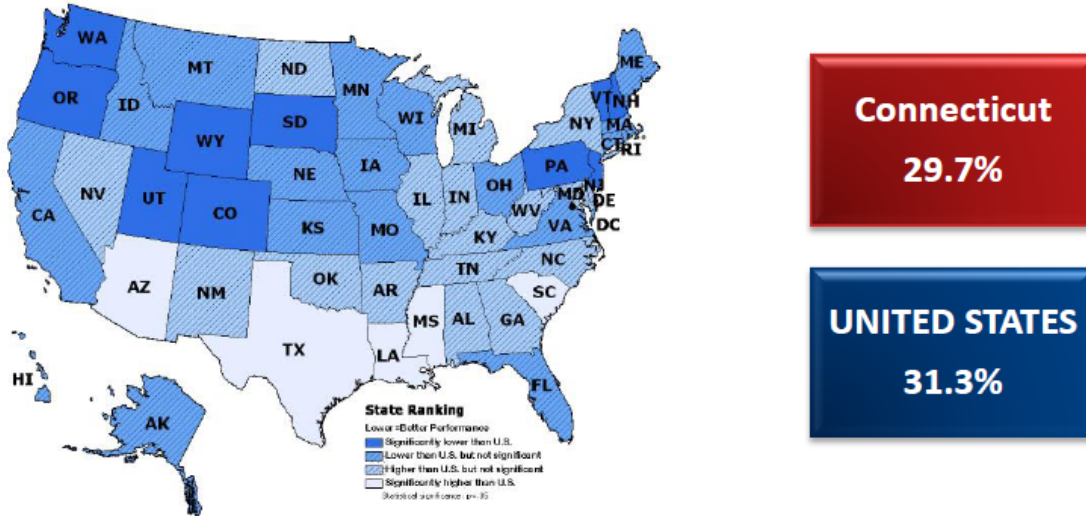 WA
MT
ND
MN
ME
OR
ID
SD
WI
MI
VT
NH
NY
MA
CT
RI
WY
IA
PA
NJ
NE
OH
NV
UT
CO
IL
IN
MD
DE
CA
KS
MO
WV
VA
DC
KY
NC
TN
AZ
NM
OK
AR
SC
MS
AL
GA
TX
LA
HI
AK
FL
State Ranking
Lower =Better Performance
Significantly lower than U.S.
Lower than U.S. but not significant
Higher than U.S. but not significant
Significantly higher than U.S.
Connecticut
29.7%
UNITED STATES
31.3%